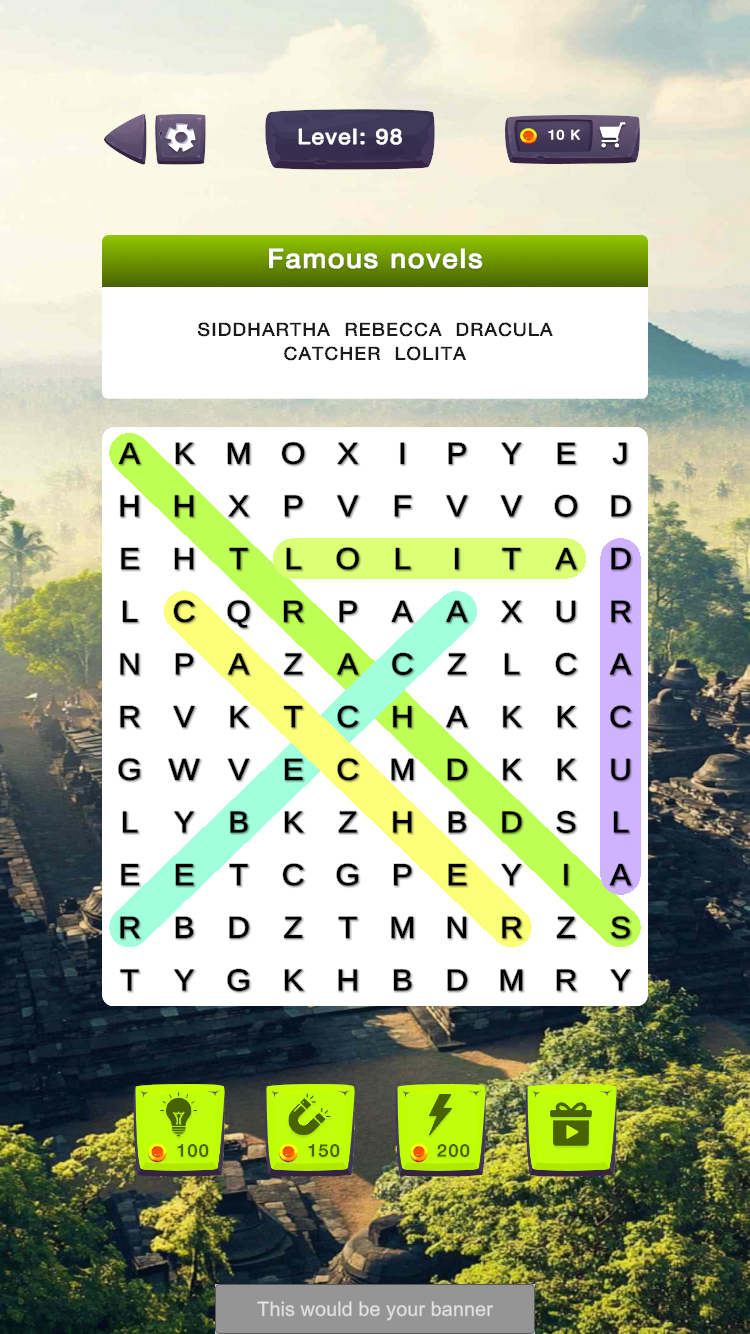 Level: 98
10 K
Famous novels
SIDDHARTHA REBECCA DRACULA
CATCHER LOLITA
A K M O X I P Y E J
H H X P V F V V O D
E H T L O L I T A D
L C Q R P A A X U R
N P A Z A C Z L C A
R V K T C H A K K C
G W V E C M D K K U
L Y B K Z H B D S L
E E T C G P E Y I A
R B D Z T M N R Z S
T Y G K H B D M R Y
100 150 200
This would be your banner